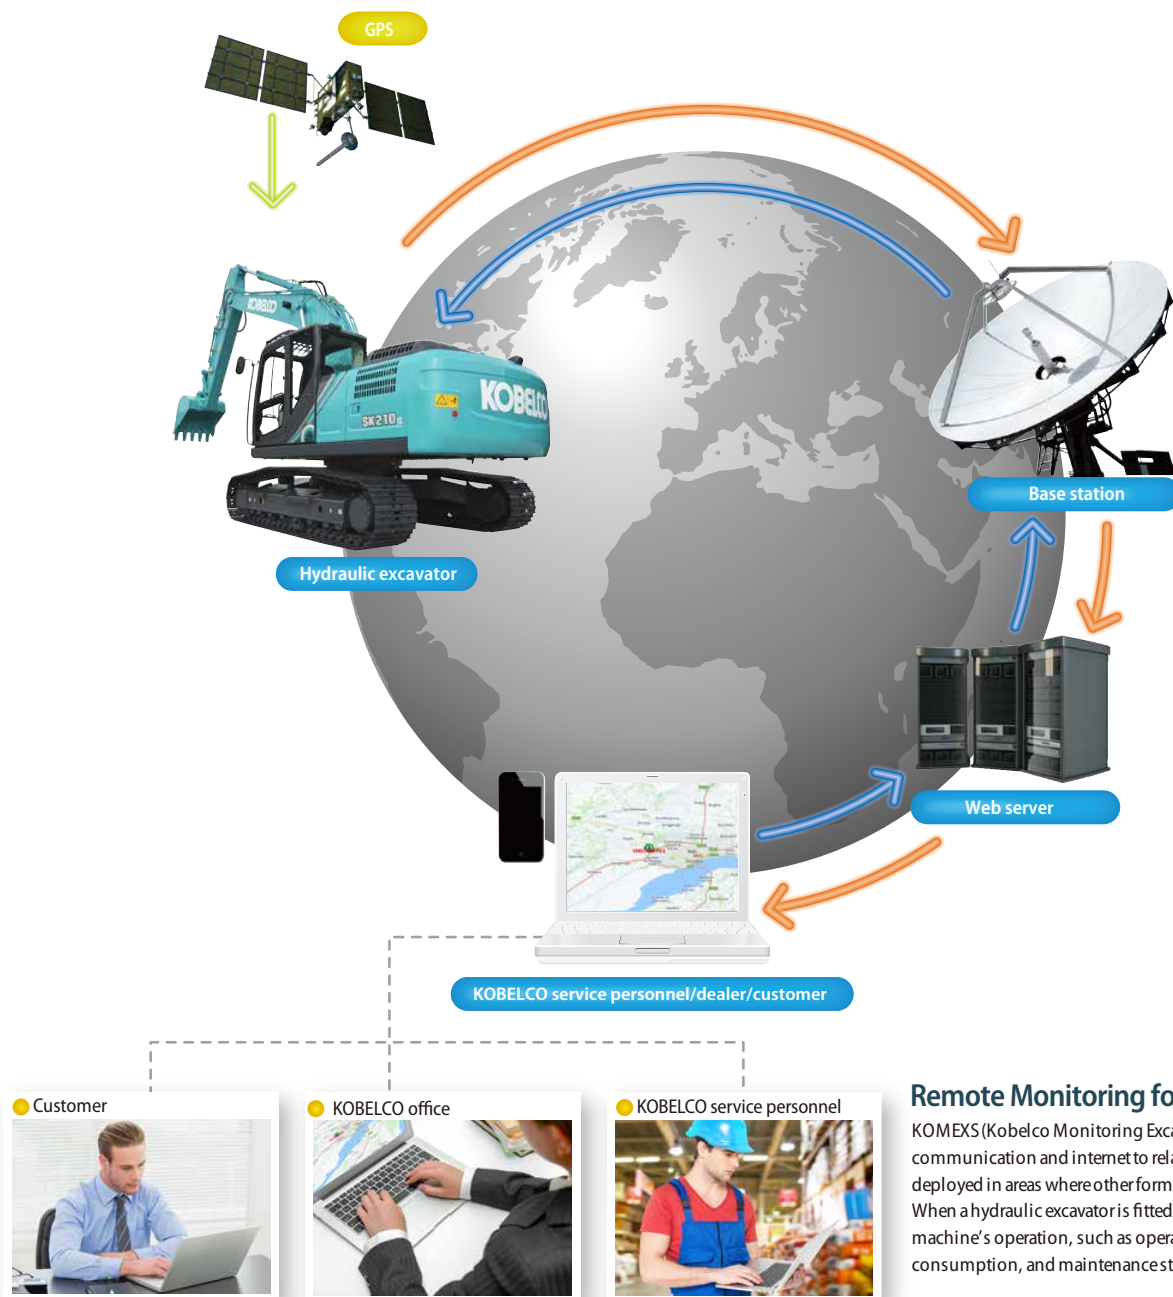 GPS
KOBELCO
KOBELCO
SK210
Base station
Hydraulic excavator
Web server
KOBELCO service personnel/dealer/customer
Customer
KOBELCO office
KOBELCO service personnel
Remote Monitoring fo
KOMEXS (Kobelco Monitoring Exca
communication and internet to rela
deployed in areas where other form
When a hydraulic excavator is fitted
machine's operation, such as opera
consumption, and maintenance st